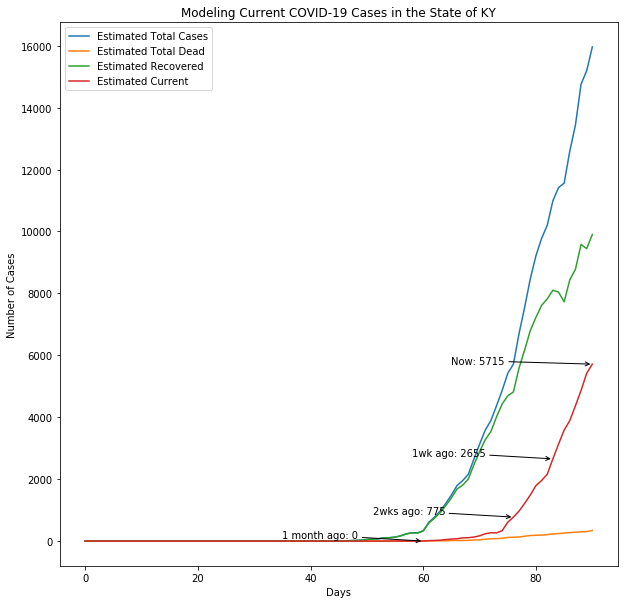 Modeling Current COVID-19 Cases in the State of KY
Estimated Total Cases
Estimated Total Dead
Estimated Recovered
Estimated Current
16000
14000
12000
10000
8000
6000
4000
2000
0
Number of Cases
Now: 5715
1wk ago: 2655
2wks ago: 775
1 month ago: 0
0
20
40
60
80
Days